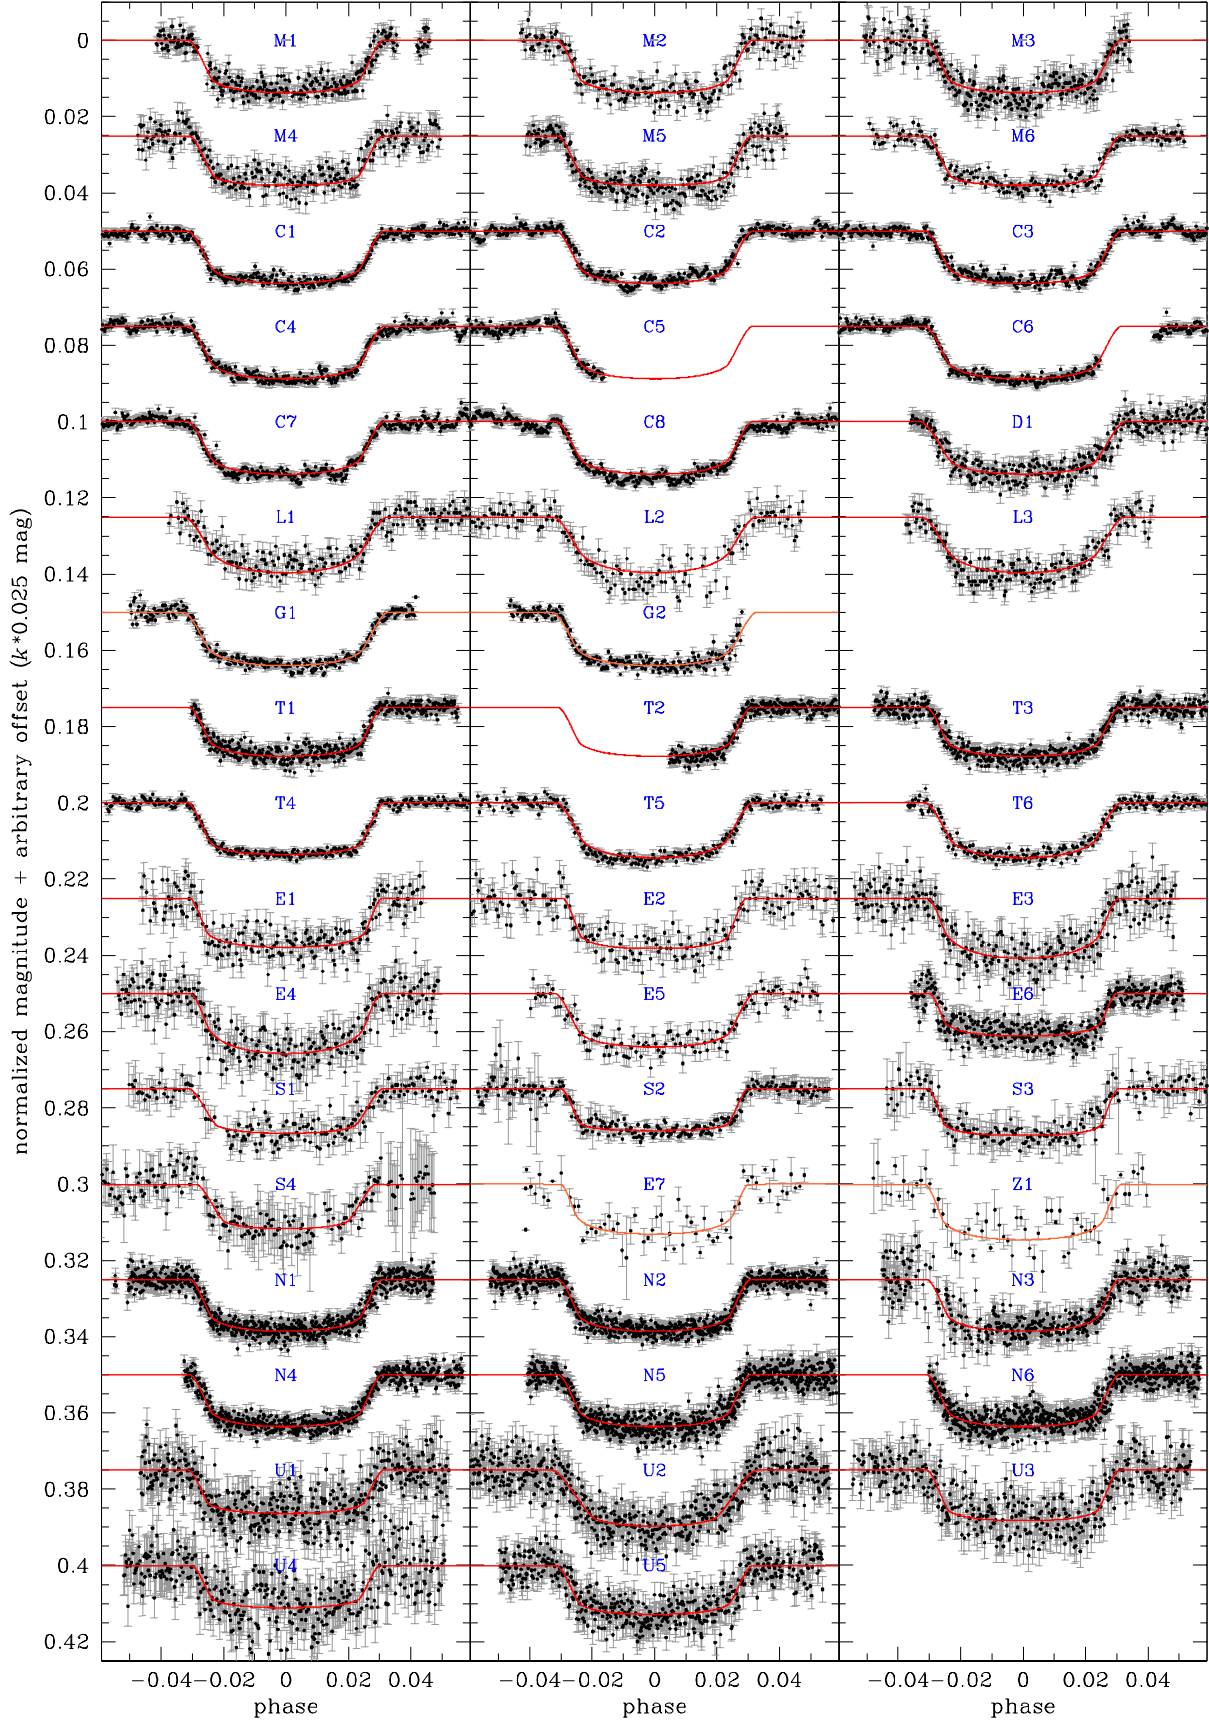 0 M1 M2 M3
0.02
M4 M5 M6
0.04
C1 C2 C3
0.06
C4 C5 C6
0.08
0.1 C7 C8 D1
0.12
L1 L2 L3
0.14
G1 G2
0.16
T1 T2 T3
0.18
0.2 T4 T5 T6
0.22
E1 E2 E3
0.24
E4 E5 E6
0.26
S1 S2 S3
0.28
0.3 S4 E7 Z1
0.32
N1 N2 N3
0.34
N4 N5 N6
0.36
U1 U2 U3
0.38
0.4 U4 U5
0.42
normalized magnitude + arbitrary offset (k*0.025 mag)
−0.04 −0.02 0 0.02 0.04 −0.04 −0.02 0 0.02 0.04 −0.04 −0.02 0 0.02 0.04
phase phase phase